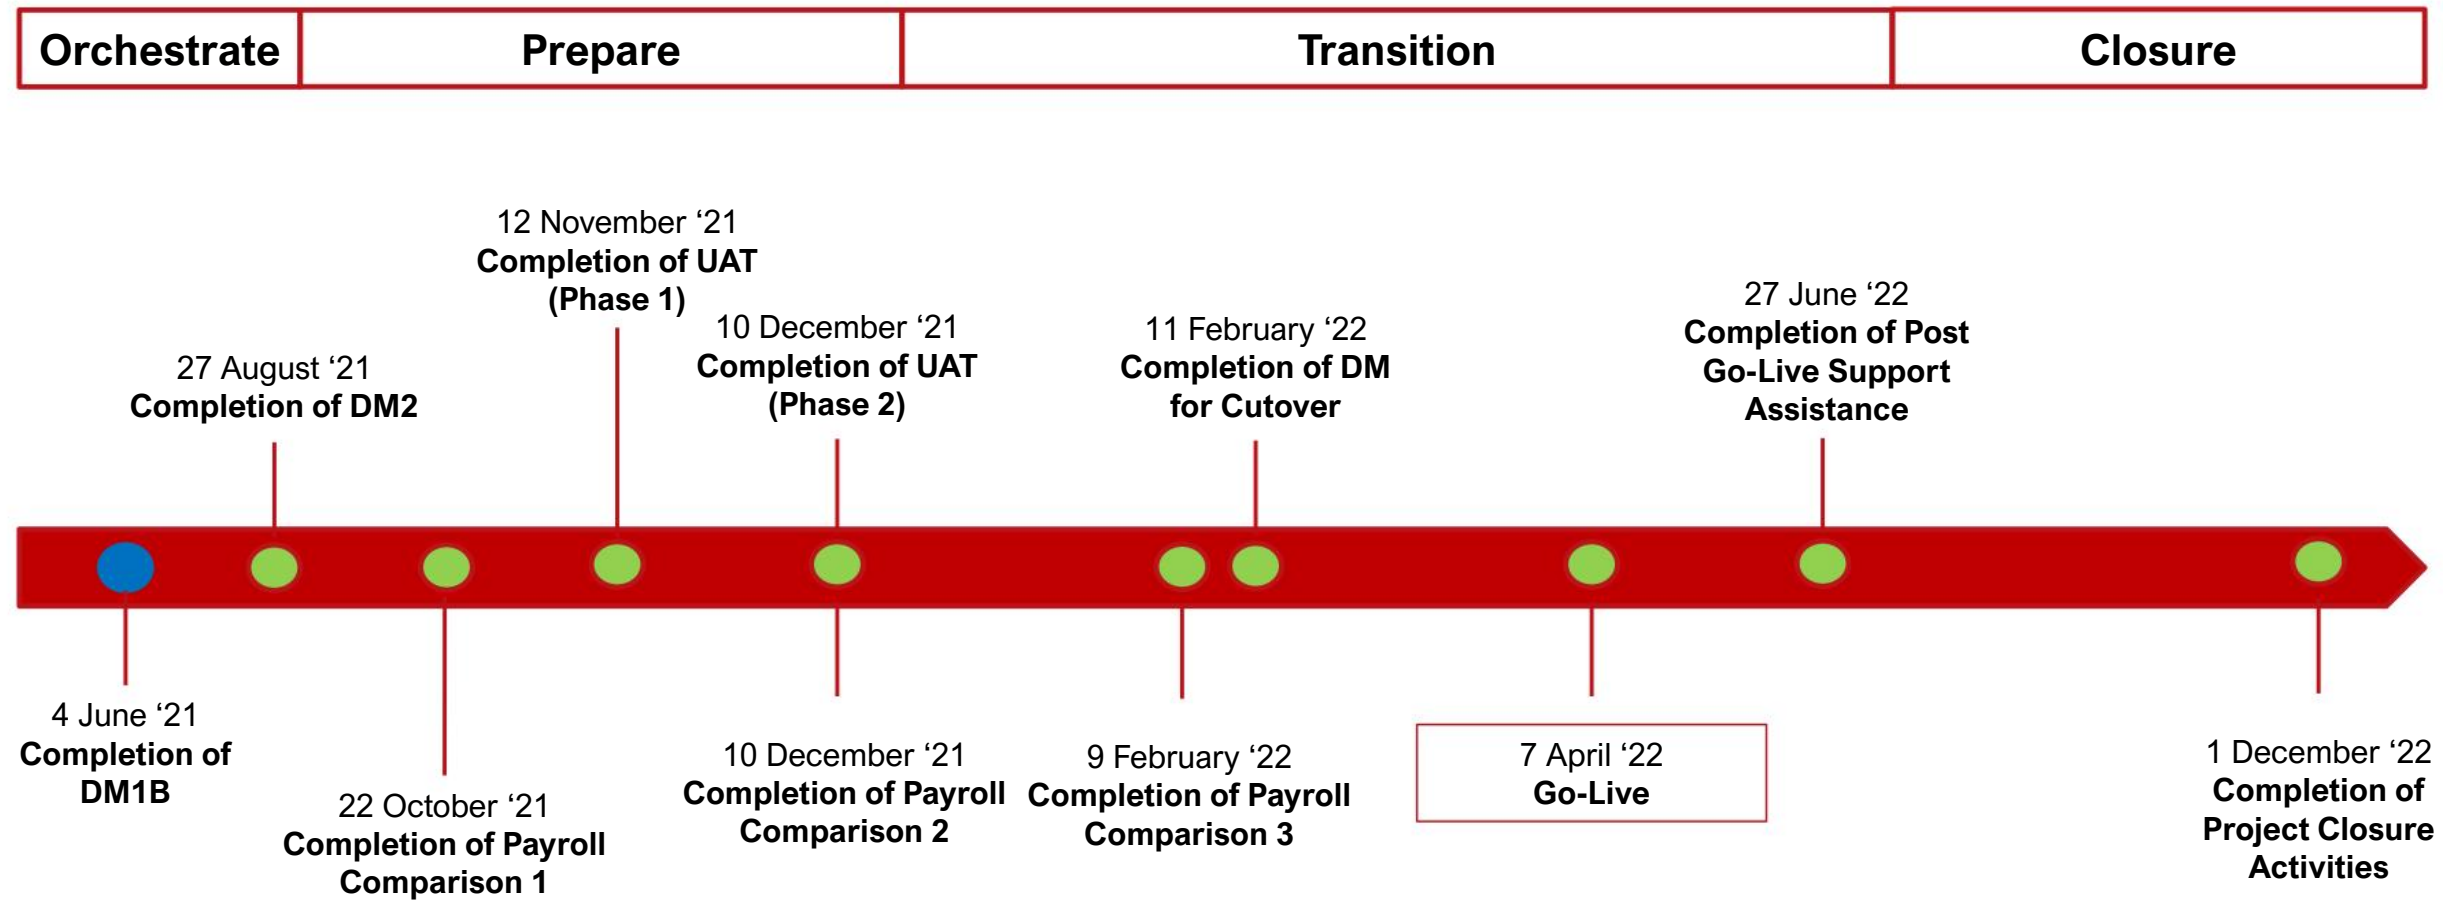 Orchestrate
Prepare
Transition
Closure
12 November ‘21
Completion of UAT
(Phase 1)
10 December ‘21
Completion of UAT
(Phase 2)
11 February ‘22
Completion of DM
for Cutover
27 June ‘22
Completion of Post
Go-Live Support
Assistance
27 August ‘21
Completion of DM2
4 June ‘21
Completion of
DM1B
22 October ‘21
Completion of Payroll
Comparison 1
10 December ‘21
Completion of Payroll
Comparison 2
9 February ‘22
Completion of Payroll
Comparison 3
7 April ‘22
Go-Live
1 December ‘22
Completion of
Project Closure
Activities